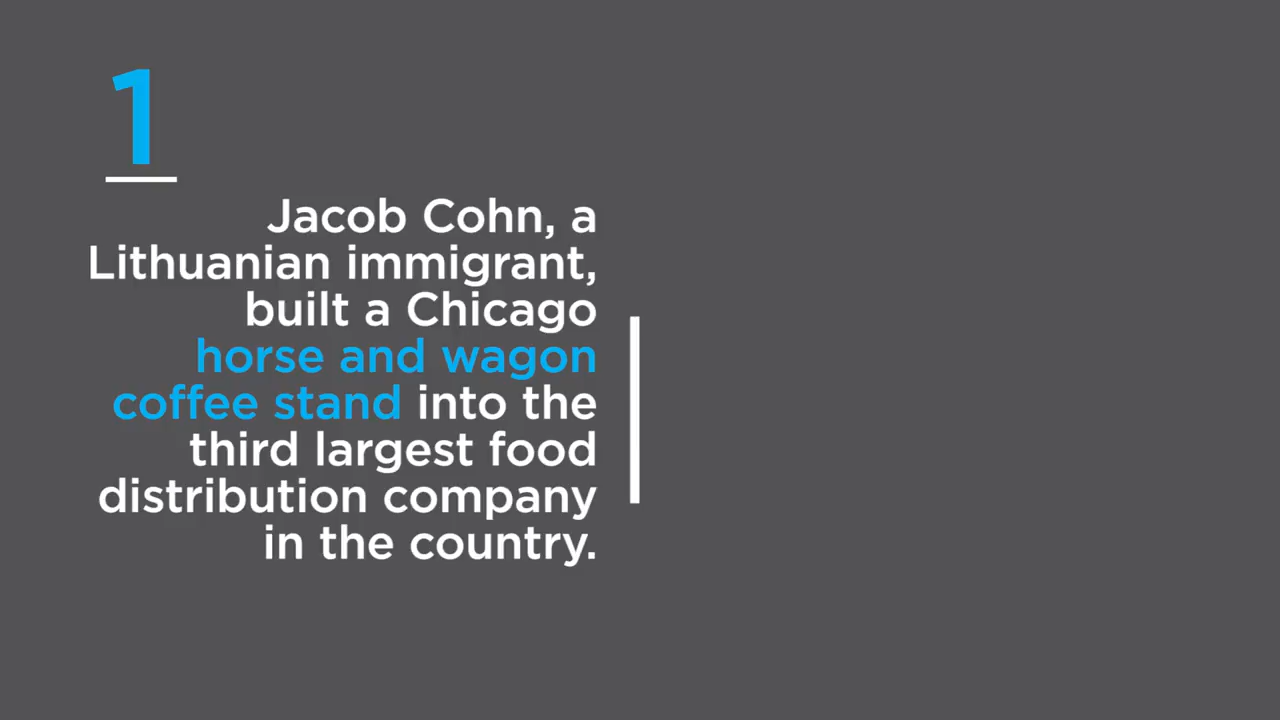 1
Jacob Cohn, a
Lithuanian immigrant,
built a Chicago
horse and wagon
coffee stand into the
third largest food
distribution company
in the country.